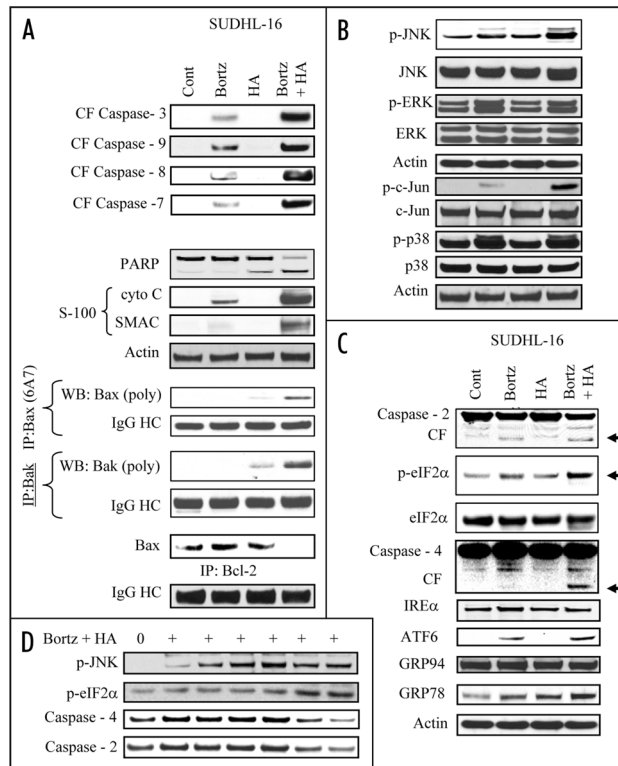 A
SUDHL-16
Cont
Bortz
HA
Bortz
+ HA
CF Caspase- 3
CF Caspase - 9
CF Caspase - 8
CF Caspase -7
PARP
S-100
cyto C
SMAC
Actin
IP:Bax (6A7)
WB: Bax (poly)
IgG HC
IP:Bak
WB: Bak (poly)
IgG HC
Bax
IP: Bcl-2
IgG HC
B
p-JNK
JNK
p-ERK
ERK
Actin
p-c-Jun
c-Jun
p-p38
p38
Actin
C
SUDHL-16
Cont
Bortz
HA
Bortz
+ HA
Caspase - 2
CF
p-eIF2α
eIF2α
Caspase - 4
CF
IREα
ATF6
GRP94
GRP78
Actin
D
Bortz + HA 0 + + + + + +
p-JNK
p-eIF2α
Caspase - 4
Caspase - 2